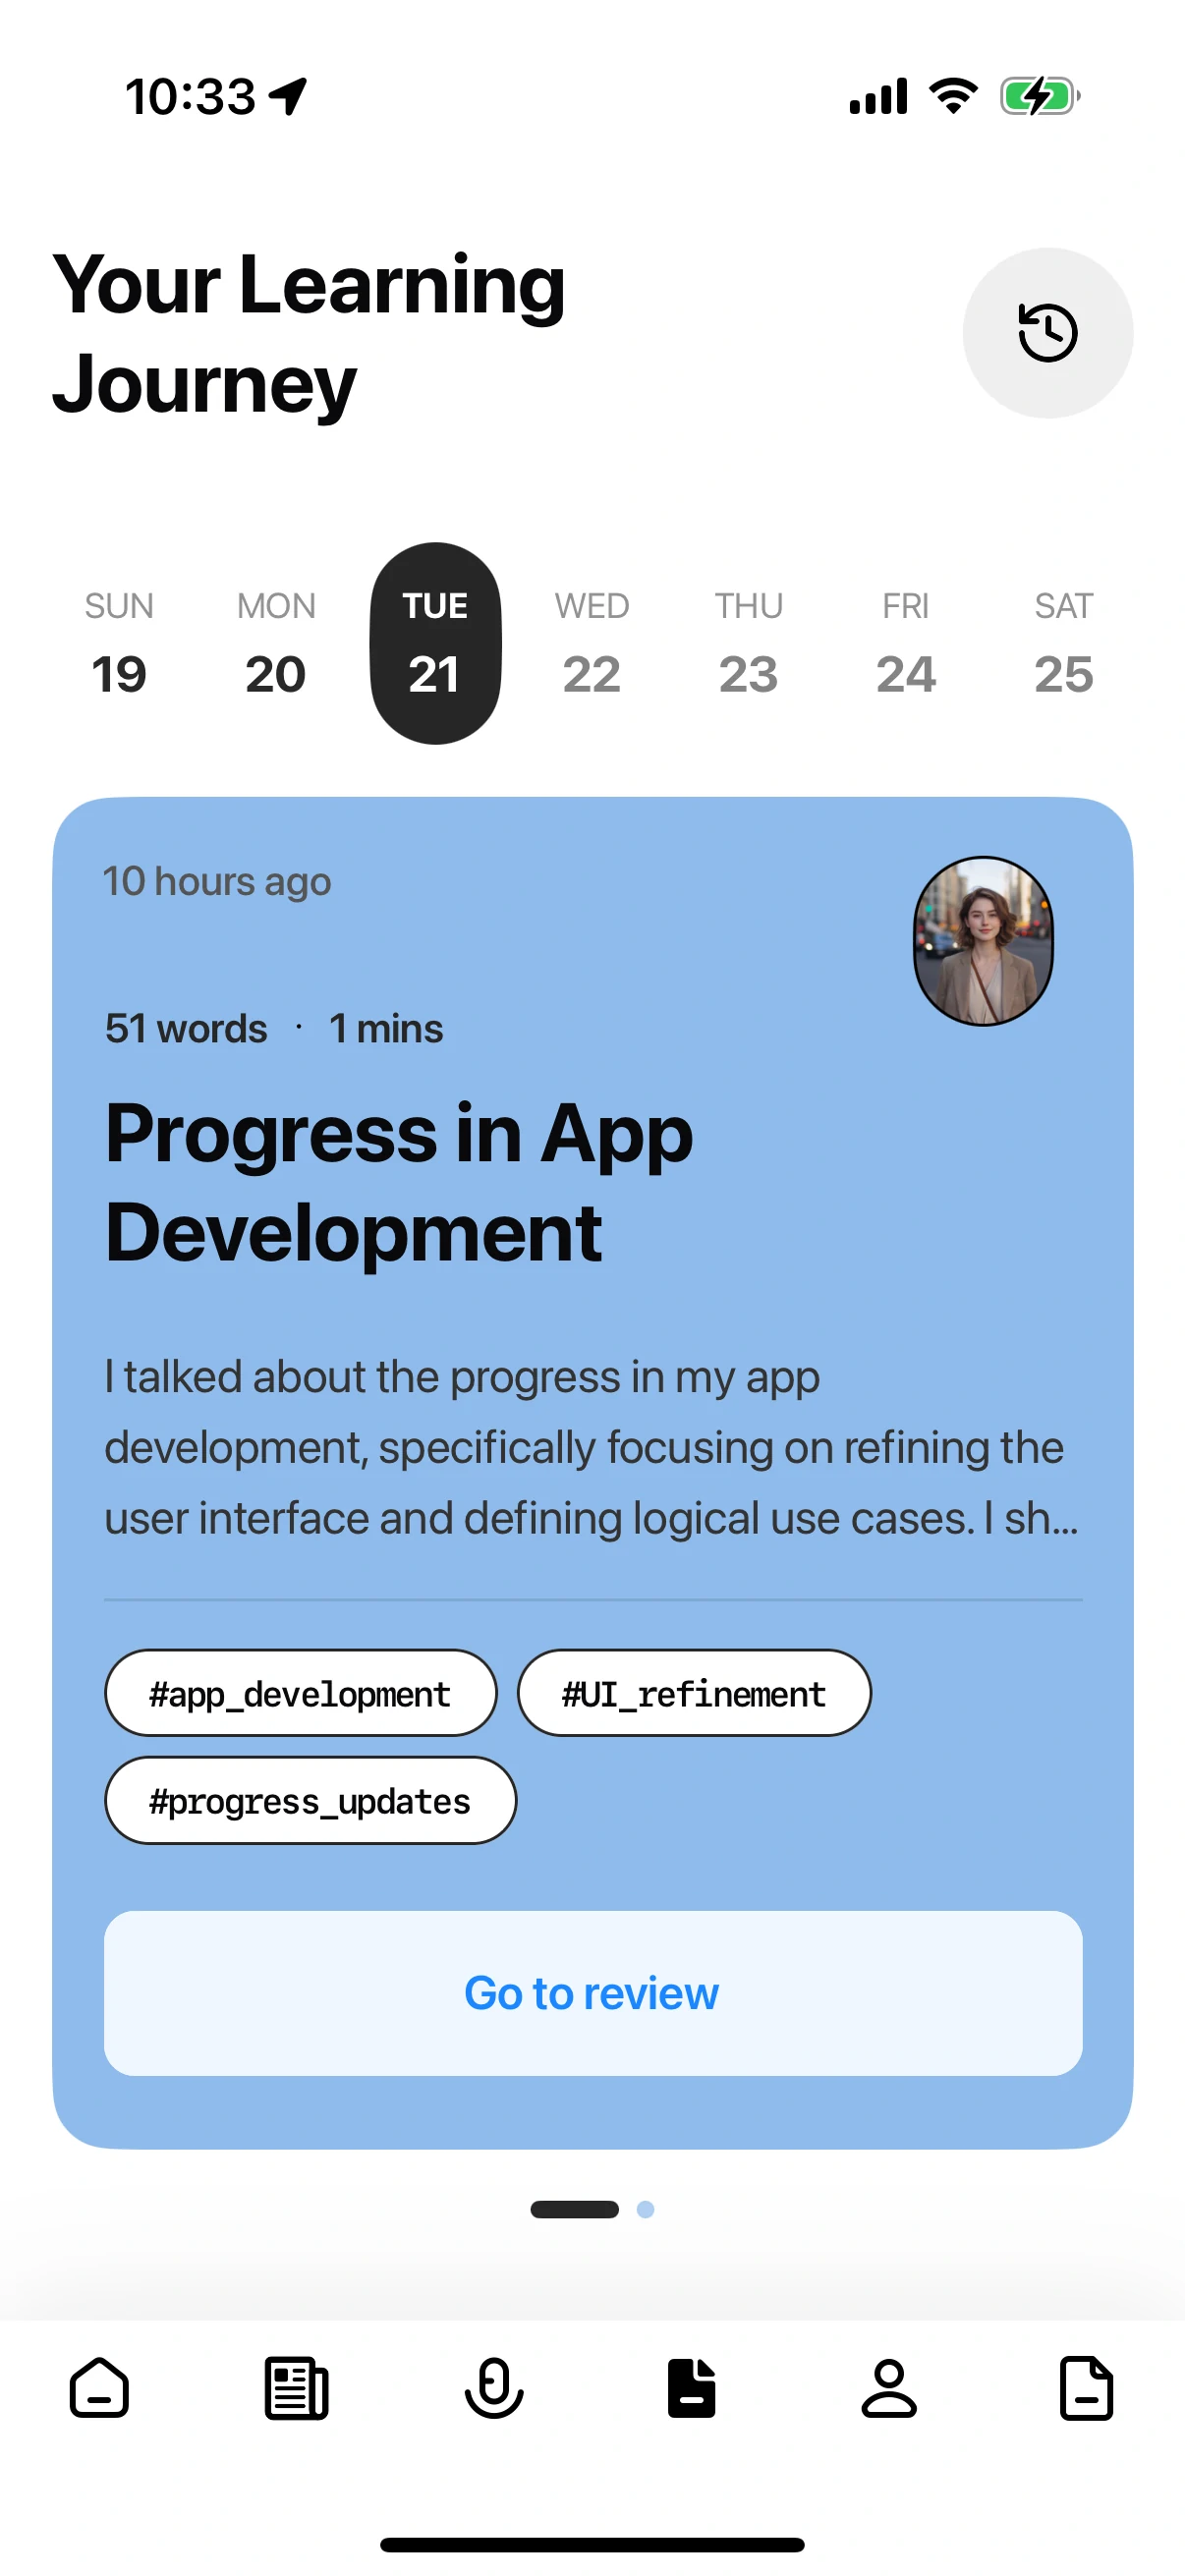 10:33
Your Learning
Journey
SUN MON TUE WED THU FRI SAT
19 20 21 22 23 24 25
10 hours ago
51 words · 1 mins
Progress in App
Development
I talked about the progress in my app
development, specifically focusing on refining the
user interface and defining logical use cases. I sh...
#app_development #UI_refinement
#progress_updates
Go to review